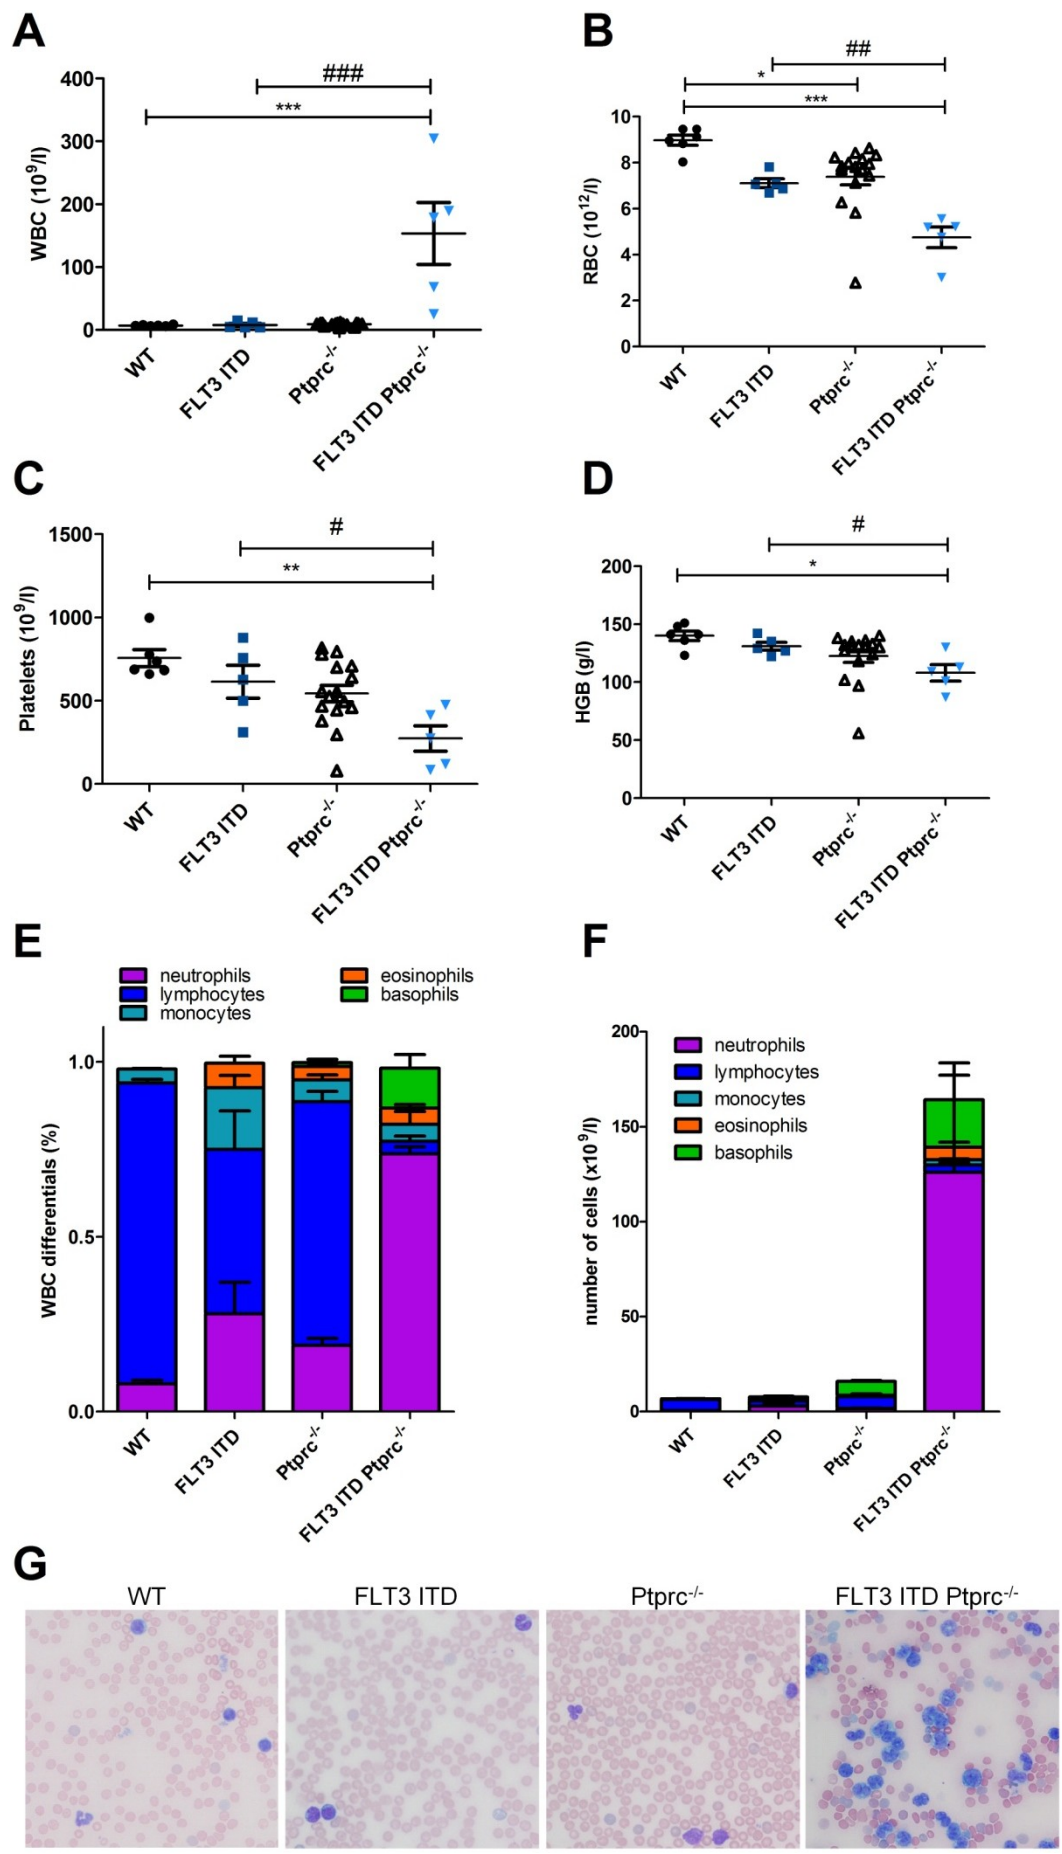 A
WBC (10⁹/l)
400
300
200
100
0
###
***
WT
FLT3 ITD
Ptprc⁻/⁻
FLT3 ITD Ptprc⁻/⁻
B
RBC (10¹²/l)
10
8
6
4
2
0
##
*
***
WT
FLT3 ITD
Ptprc⁻/⁻
FLT3 ITD Ptprc⁻/⁻
C
Platelets (10⁹/l)
1500
1000
500
0
#
**
WT
FLT3 ITD
Ptprc⁻/⁻
FLT3 ITD Ptprc⁻/⁻
D
HGB (g/l)
200
150
100
50
0
#
*
WT
FLT3 ITD
Ptprc⁻/⁻
FLT3 ITD Ptprc⁻/⁻
E
neutrophils
lymphocytes
monocytes
eosinophils
basophils
WBC differentials (%)
1.0
0.5
0.0
WT
FLT3 ITD
Ptprc⁻/⁻
FLT3 ITD Ptprc⁻/⁻
F
number of cells (x10⁹/l)
200
150
100
50
0
neutrophils
lymphocytes
monocytes
eosinophils
basophils
WT
FLT3 ITD
Ptprc⁻/⁻
FLT3 ITD Ptprc⁻/⁻
G
WT
FLT3 ITD
Ptprc⁻/⁻
FLT3 ITD Ptprc⁻/⁻